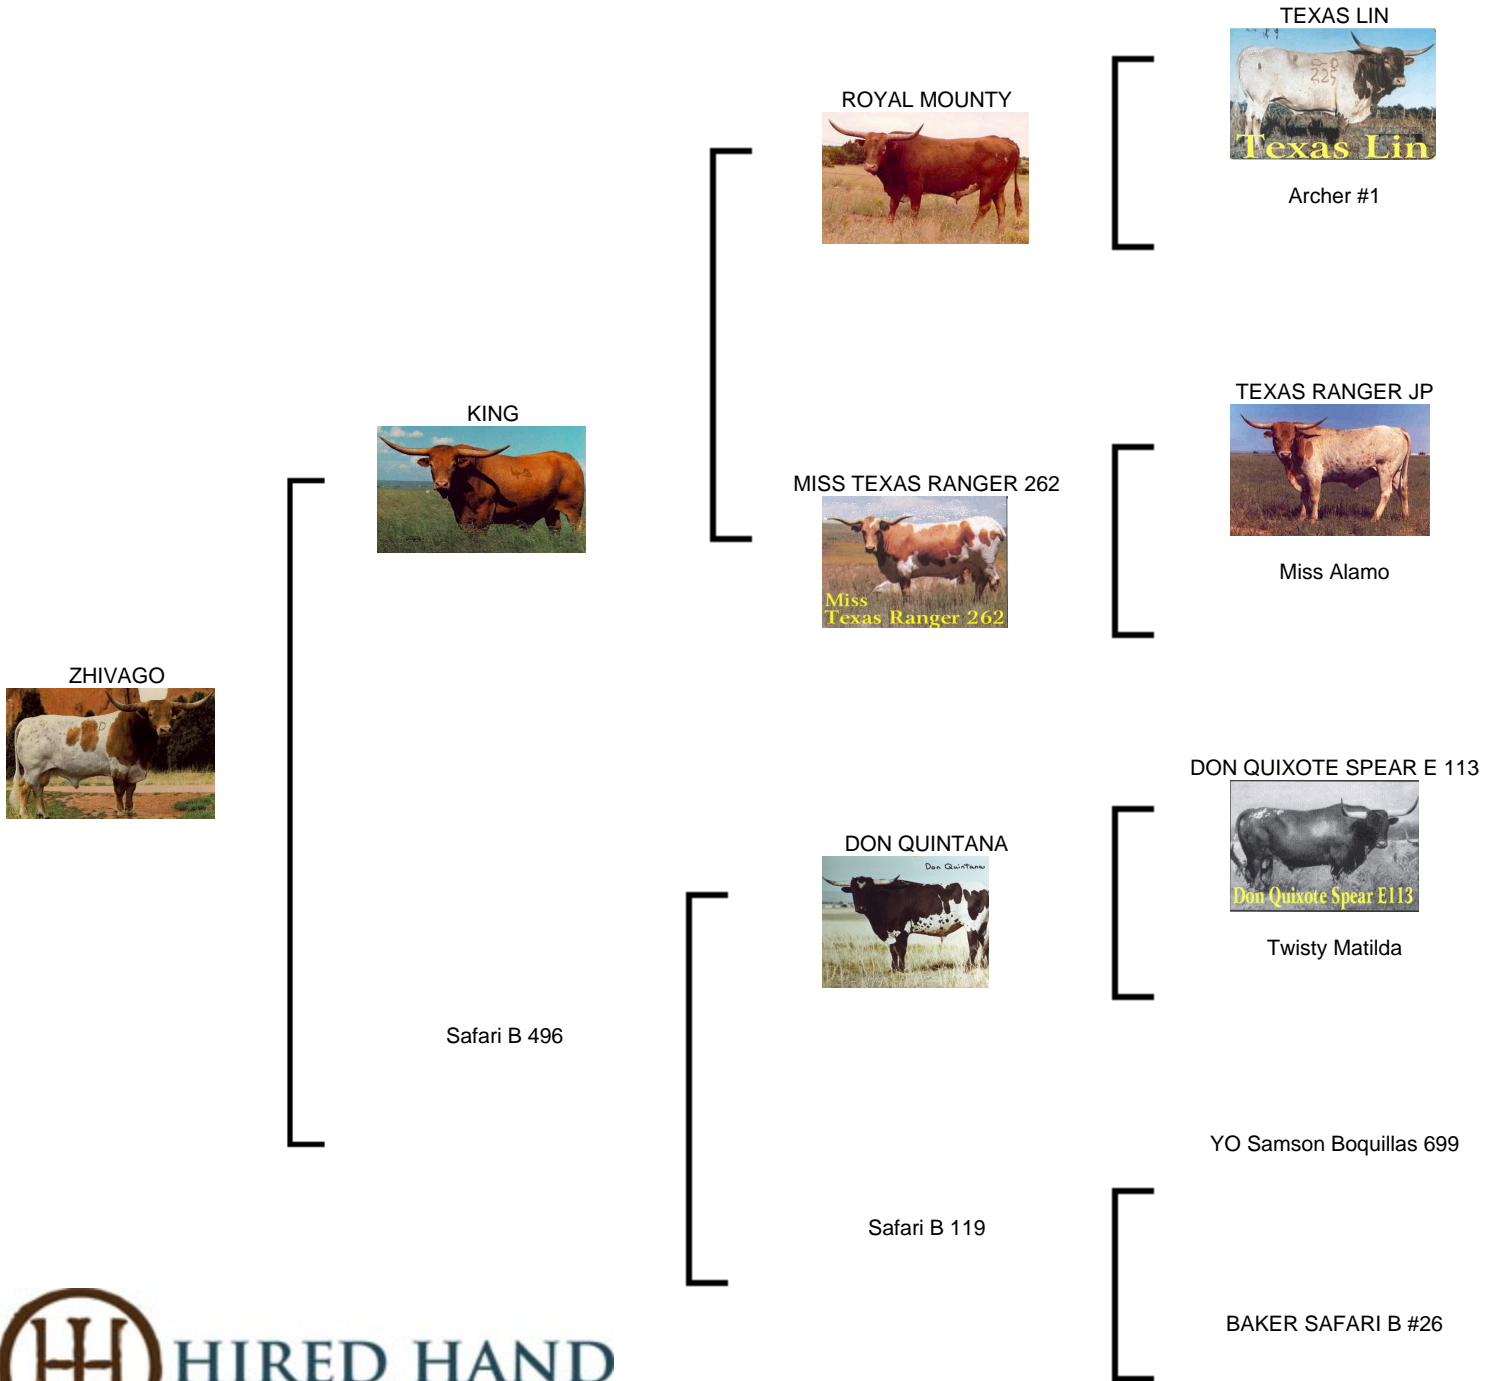 TEXAS LIN
Texas Lin
Archer #1
ROYAL MOUNTY
TEXAS RANGER JP
Miss Alamo
KING
MISS TEXAS RANGER 262
Miss
Texas Ranger 262
ZHIVAGO
DON QUIXOTE SPEAR E 113
Don Quixote Spear E113
Twisty Matilda
DON QUINTANA
Don Quintana
Safari B 496
YO Samson Boquillas 699
Safari B 119
BAKER SAFARI B #26
HIRED HAND